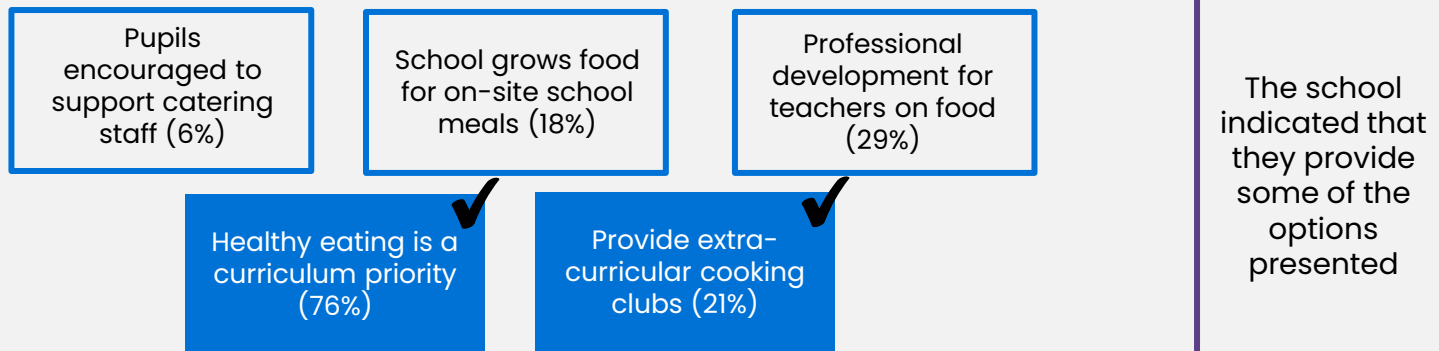 Pupils
encouraged to
support catering
staff (6%)
School grows food
for on-site school
meals (18%)
Professional
development for
teachers on food
(29%)
Healthy eating is a
curriculum priority
(76%)
Provide extra-
curricular cooking
clubs (21%)
The school
indicated that
they provide
some of the
options
presented